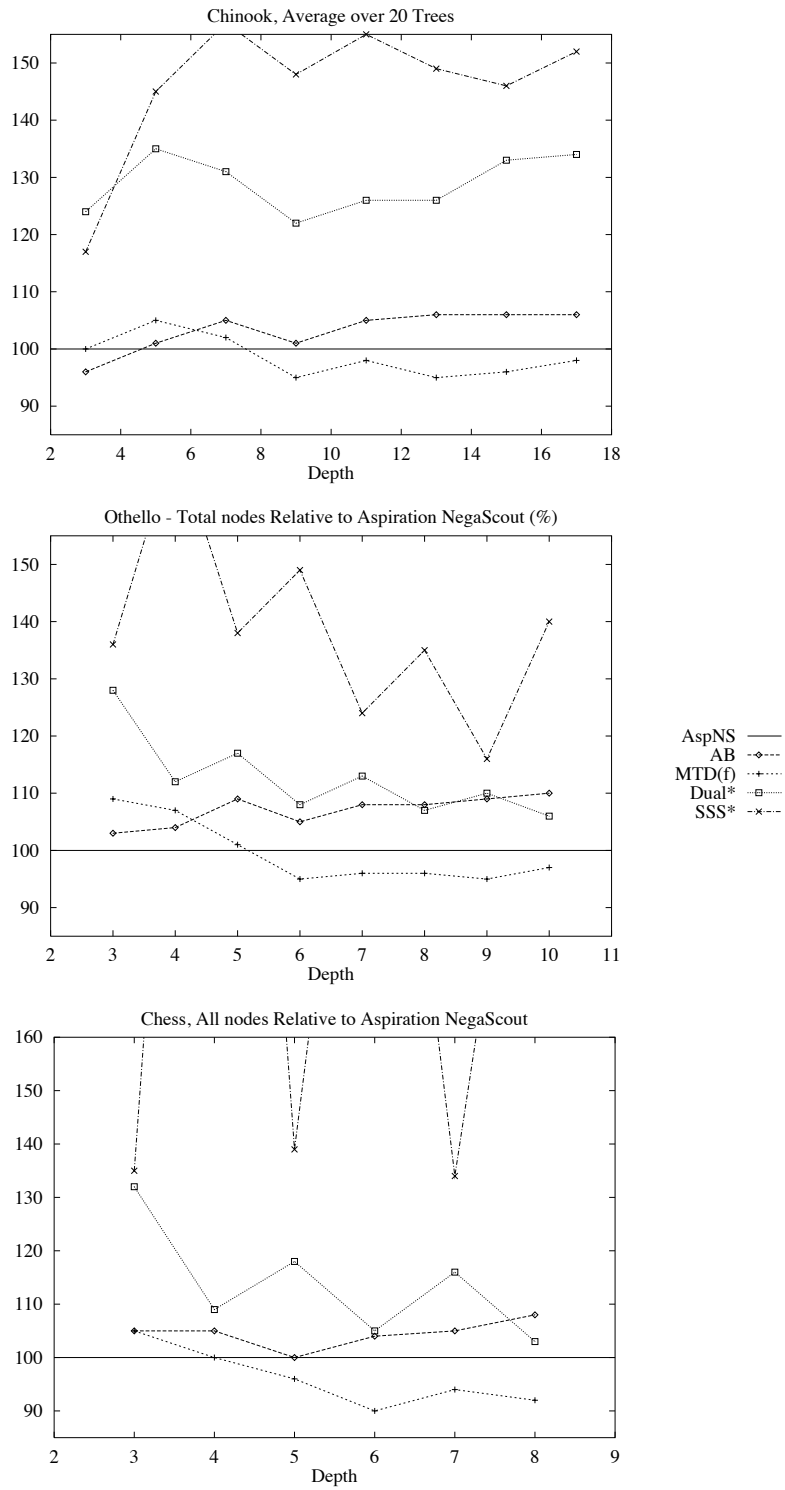 Chinook, Average over 20 Trees
150
140
130
120
110
100
90
2 4 6 8 10 12 14 16 18
Depth
Othello - Total nodes Relative to Aspiration NegaScout (%)
150
140
130
120
110
100
90
2 3 4 5 6 7 8 9 10 11
Depth
AspNS
AB
MTD(f)
Dual*
SSS*
Chess, All nodes Relative to Aspiration NegaScout
160
150
140
130
120
110
100
90
2 3 4 5 6 7 8 9
Depth